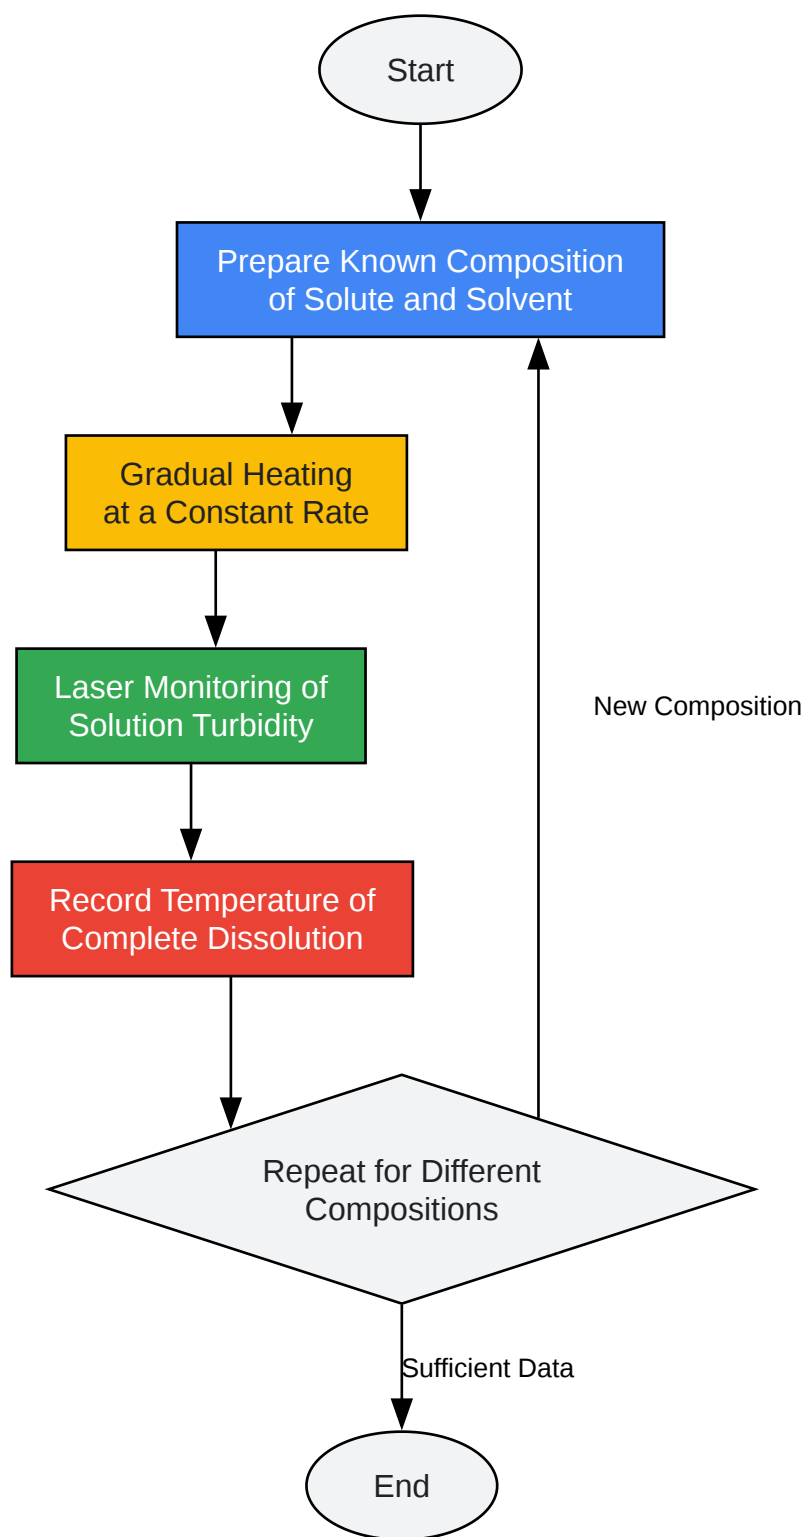 Start
Prepare Known Composition
of Solute and Solvent
Gradual Heating
at a Constant Rate
Laser Monitoring of
Solution Turbidity
New Composition
Record Temperature of
Complete Dissolution
Repeat for Different
Compositions
Sufficient Data
End